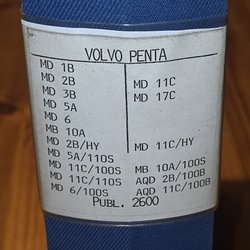 VOLVO PENTA
MD 1B
MD 2B
MD 3B
MD 5A
MD 6
MB 10A
MD 2B/HY
MD 5A/110S
MD 11C/100S
MD 11C/110S
MD 6/100S
MD 11C
MD 17C
MD 11C/HY
MB 10A/100S
AQD 2B/100B
AQD 11C/100B
PUBL. 2600